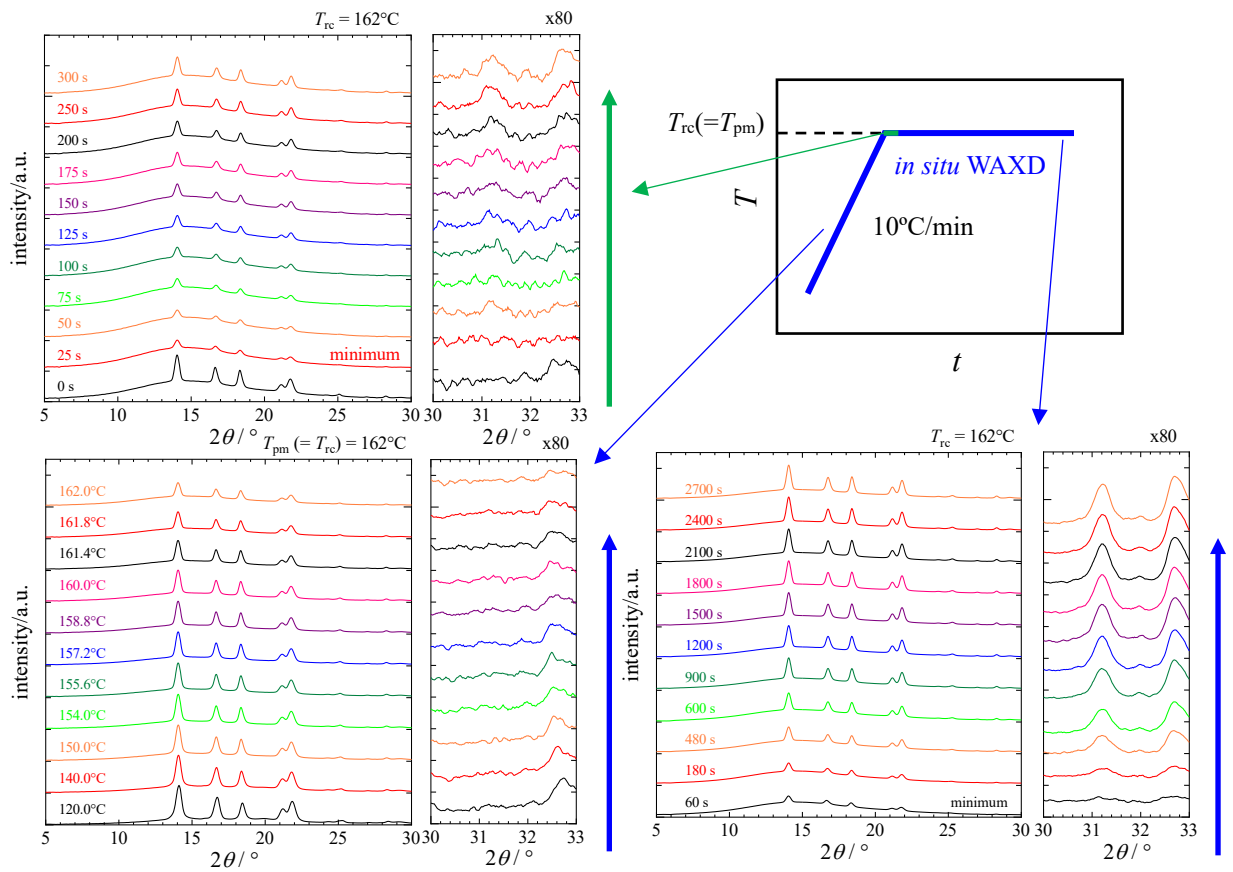 T_rc = 162°C
x80
300 s
250 s
200 s
175 s
150 s
125 s
100 s
75 s
50 s
25 s
minimum
0 s
intensity/a.u.
5 10 15 20 25 30
30 31 32 33
2θ / °
2θ / °
T_rc(=T_pm)
in situ WAXD
10ºC/min
T
t
T_pm (= T_rc) = 162°C
x80
162.0°C
161.8°C
161.4°C
160.0°C
158.8°C
157.2°C
155.6°C
154.0°C
150.0°C
140.0°C
120.0°C
intensity/a.u.
5 10 15 20 25 30
30 31 32 33
2θ / °
2θ / °
T_rc = 162°C
x80
2700 s
2400 s
2100 s
1800 s
1500 s
1200 s
900 s
600 s
480 s
180 s
60 s
minimum
intensity/a.u.
5 10 15 20 25 30
30 31 32 33
2θ / °
2θ / °